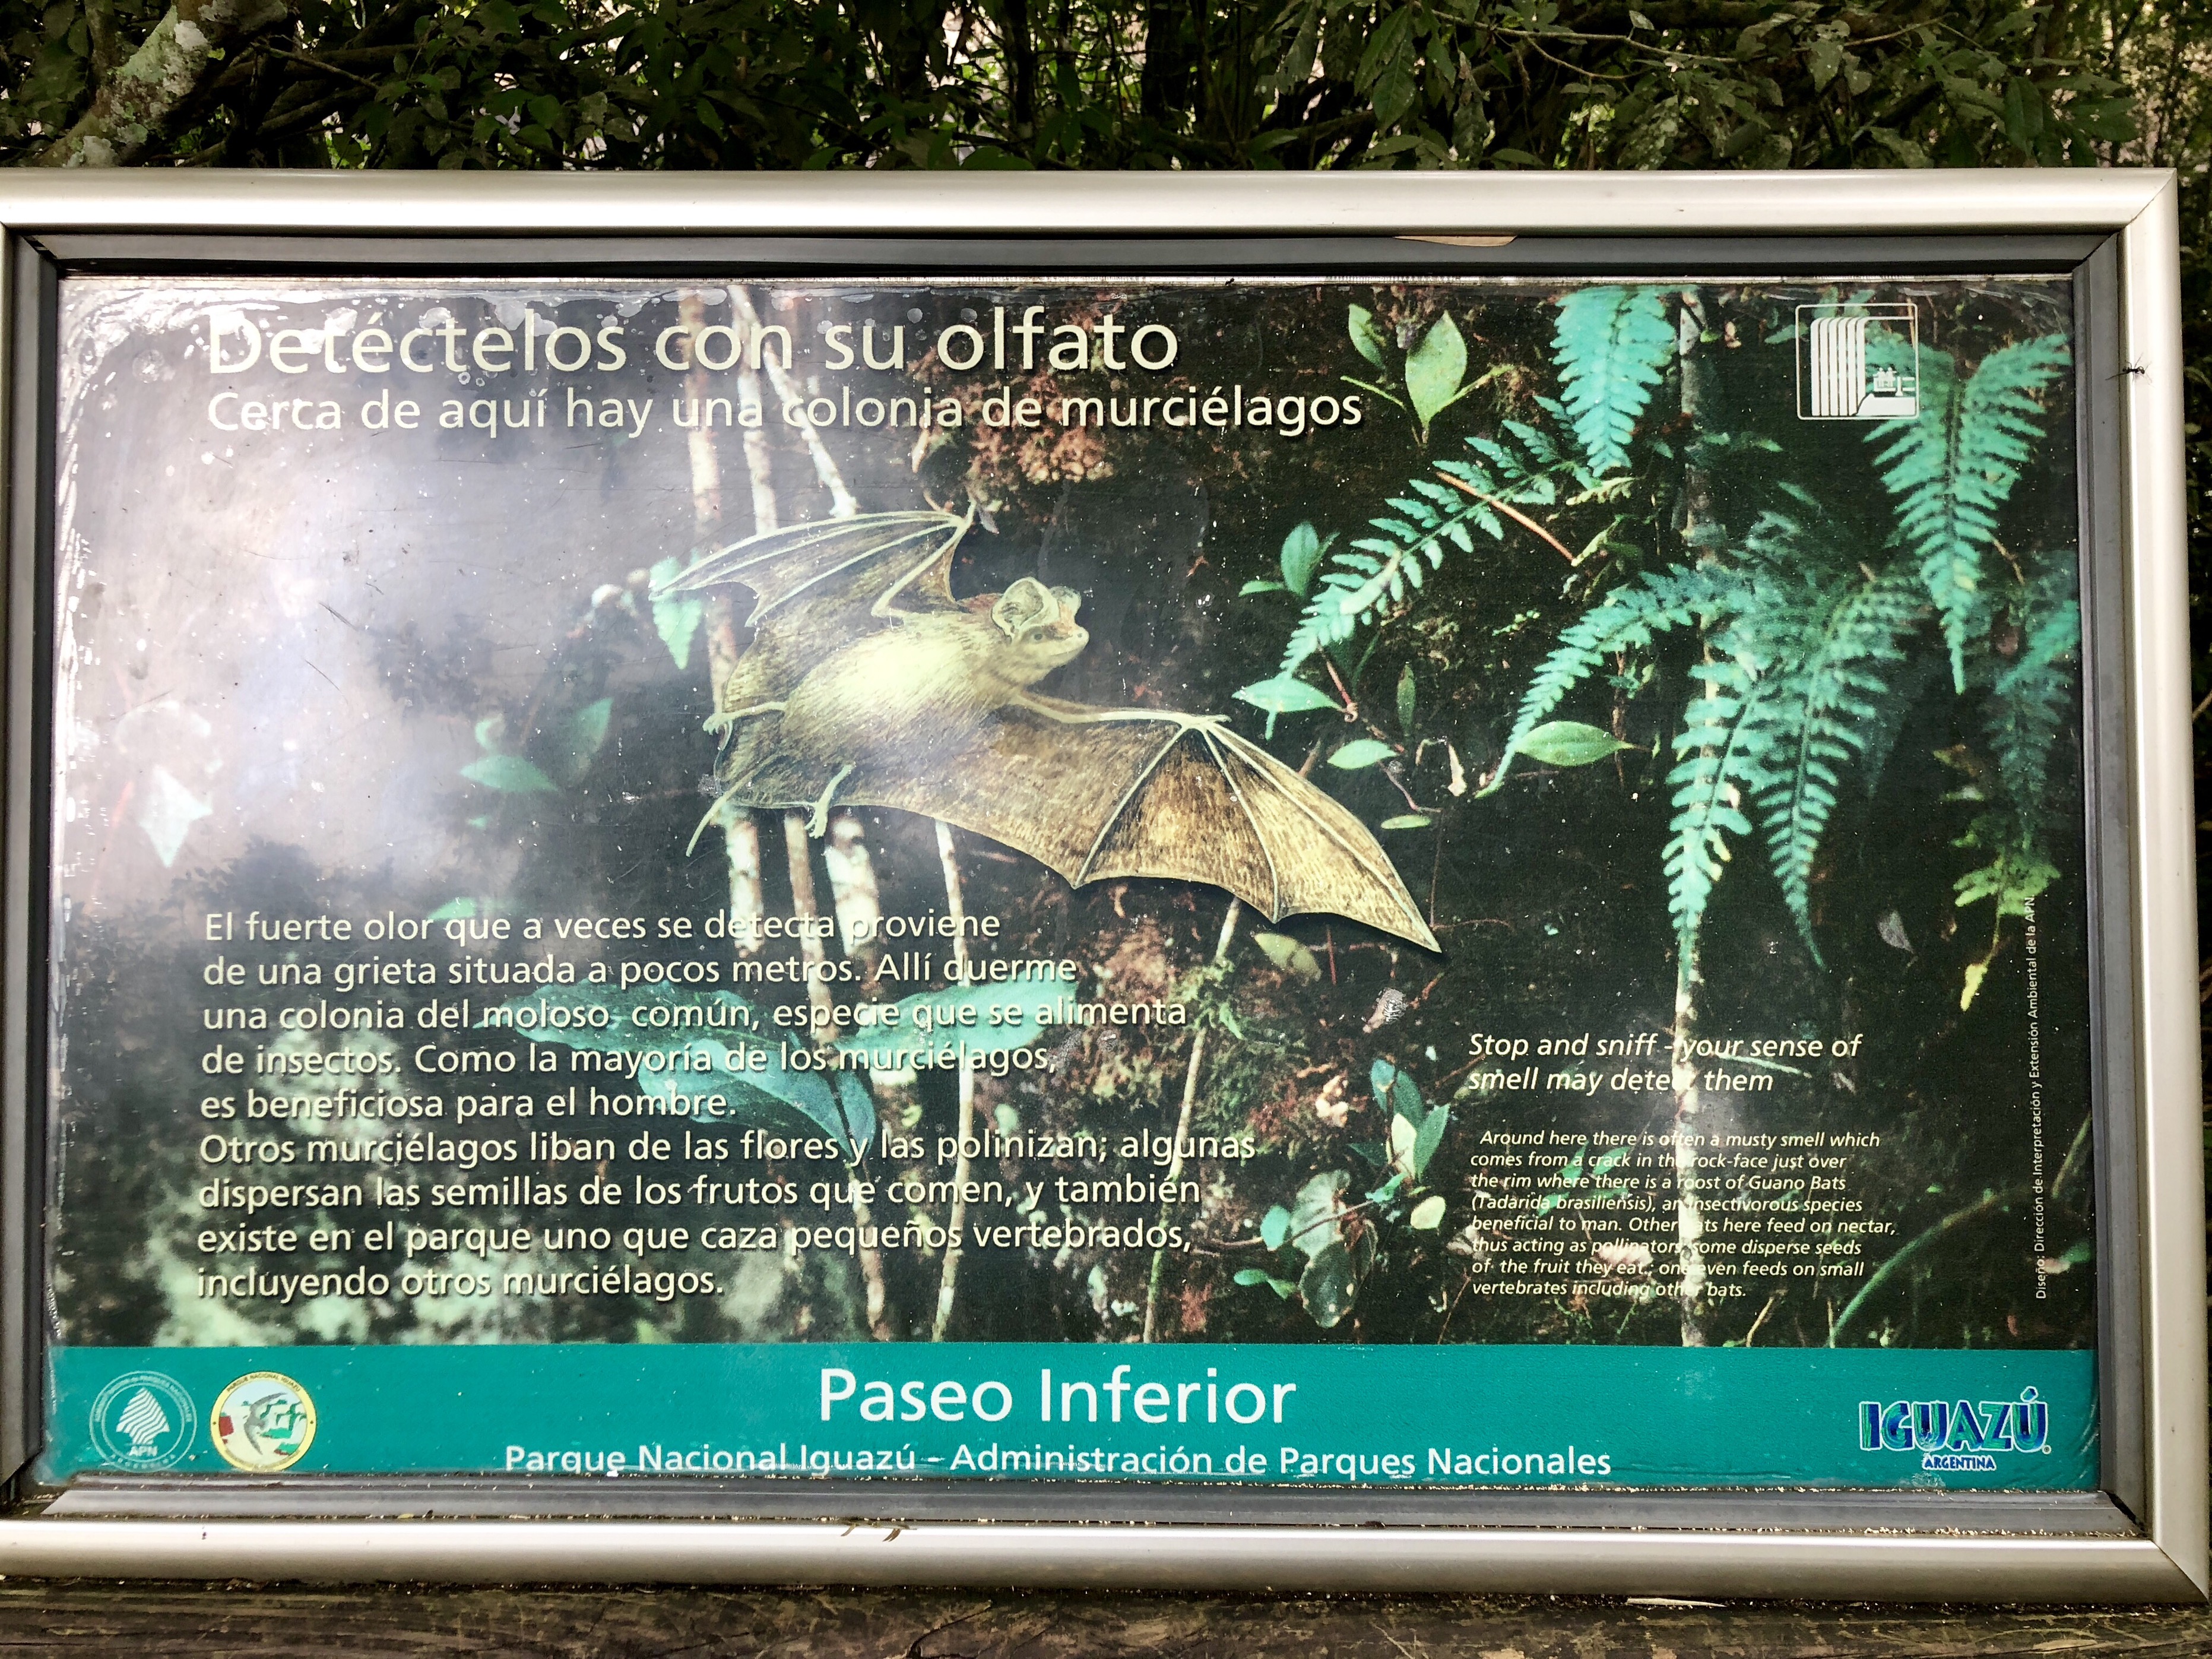 Detéctelos con su olfato
Cerca de aquí hay una colonia de murciélagos
El fuerte olor que a veces se detecta proviene
de una grieta situada a pocos metros. Allí duerme
una colonia del moloso común, especie que se alimenta
de insectos. Como la mayoría de los murciélagos,
es beneficiosa para el hombre.
Otros murciélagos liban de las flores y las polinizan; algunas
dispersan las semillas de los frutos que comen, y también
existe en el parque uno que caza pequeños vertebrados,
incluyendo otros murciélagos.
Stop and sniff - your sense of
smell may detect them
Around here there is often a musty smell which
comes from a crack in the rock-face just over
the rim where there is a roost of Guano Bats
(Tadarida brasiliensis), an insectivorous species
beneficial to man. Other bats here feed on nectar,
thus acting as pollinators, some disperse seeds
of the fruit they eat.; one even feeds on small
vertebrates including other bats.
Diseño: Dirección de Interpretación y Extensión Ambiental de la APN
Paseo Inferior
Parque Nacional Iguazú - Administración de Parques Nacionales
APN
PARQUE NACIONAL IGUAZU
IGUAZÚ
ARGENTINA